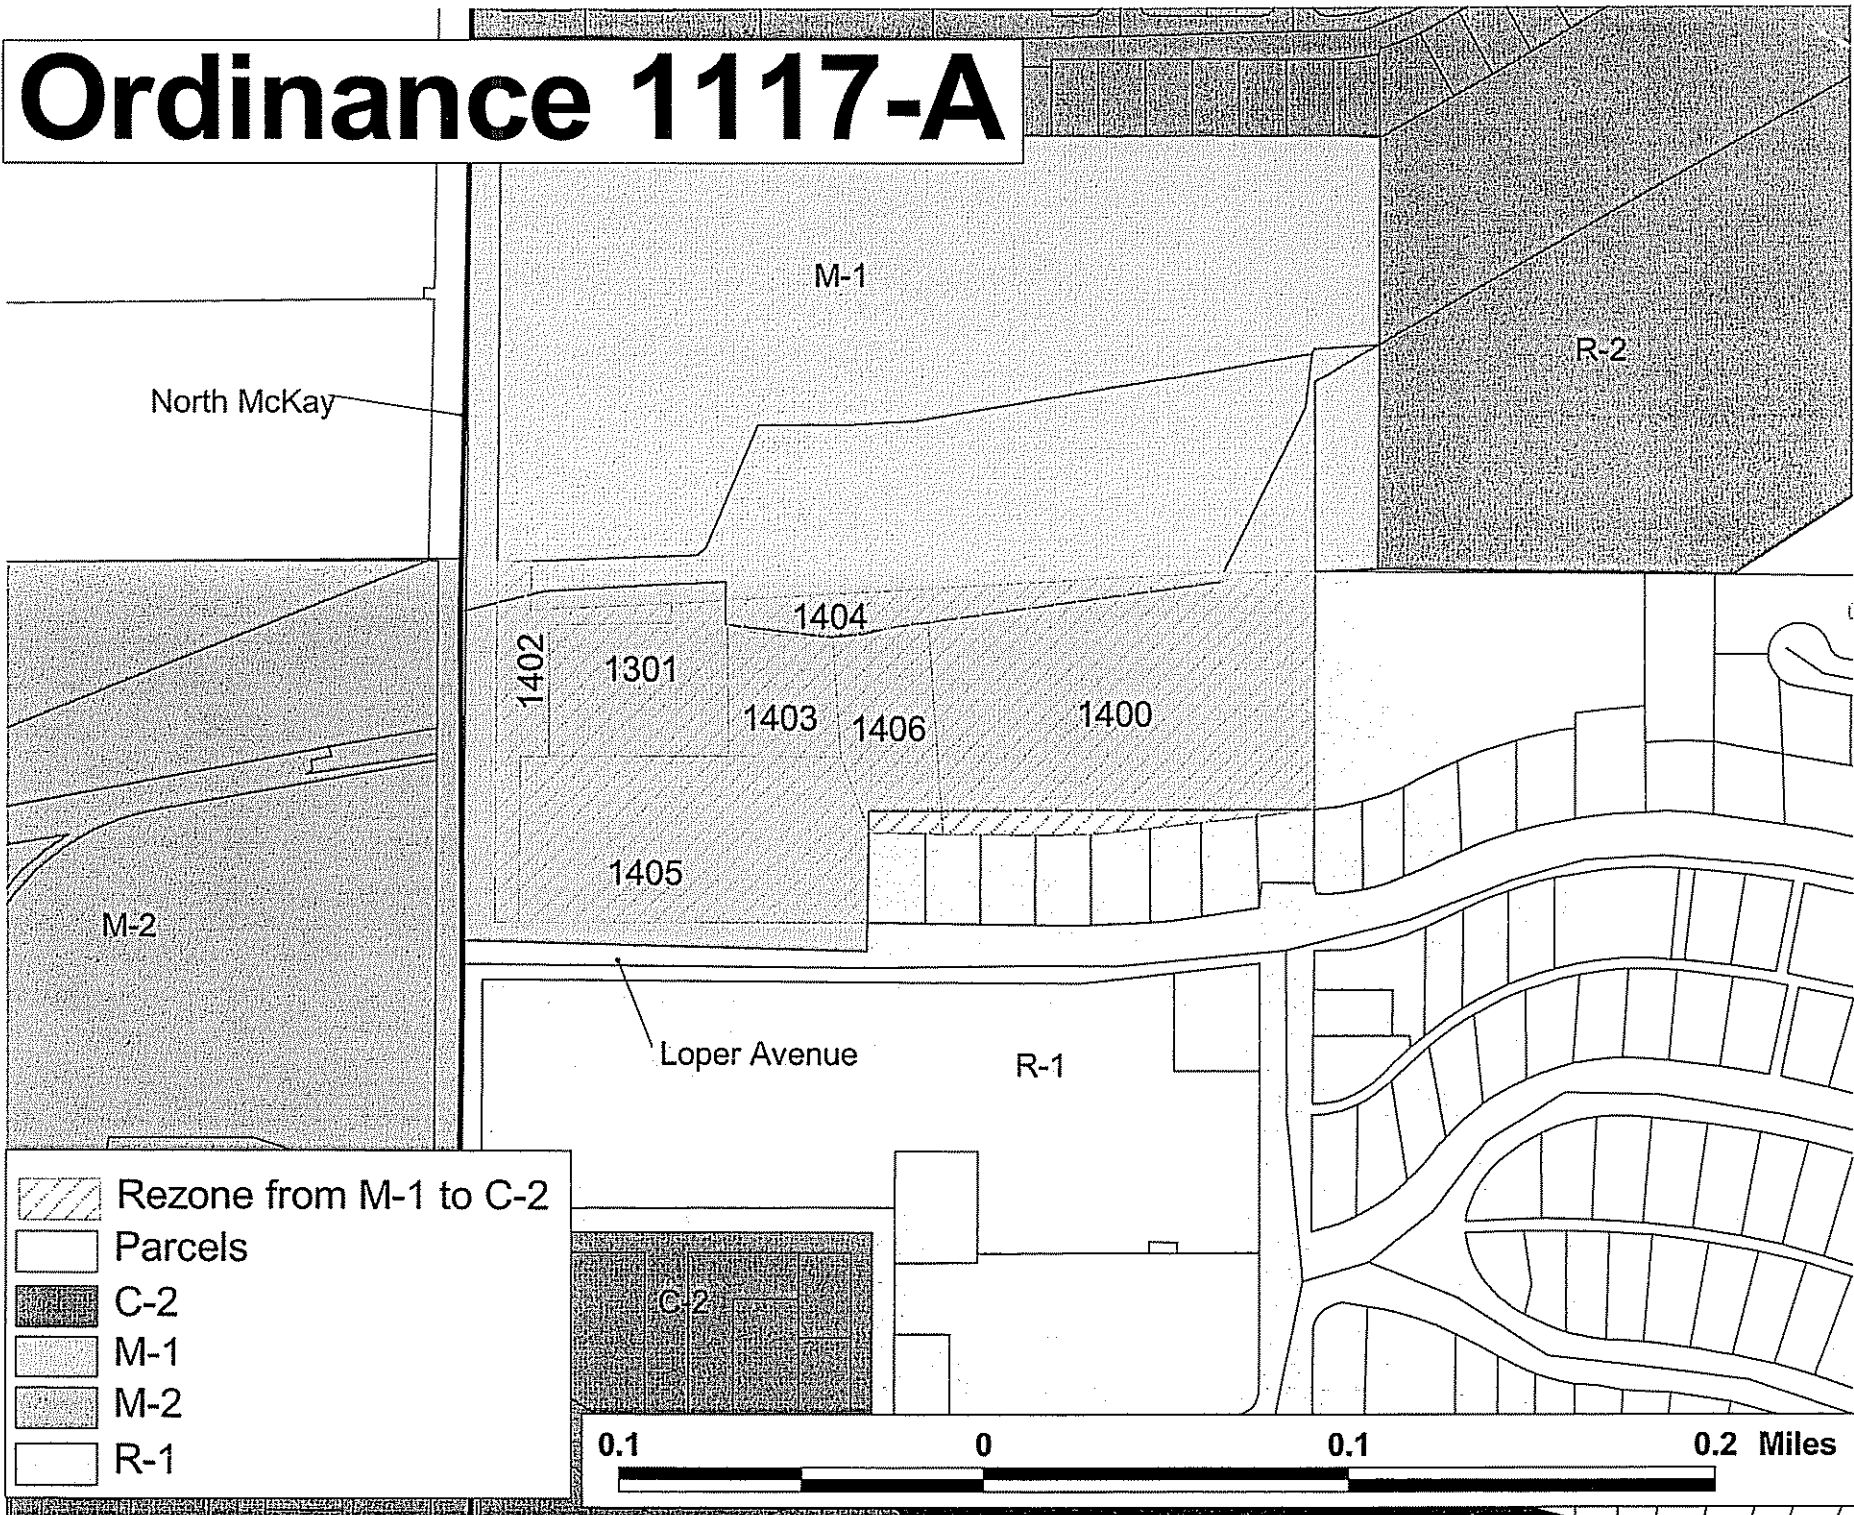 Ordinance 1117-A
M-1
R-2
North McKay
1404
1402
1301
1403
1406
1400
1405
M-2
Loper Avenue
R-1
Rezone from M-1 to C-2
Parcels
C-2
M-1
M-2
R-1
C-2
0.1 0 0.1 0.2 Miles